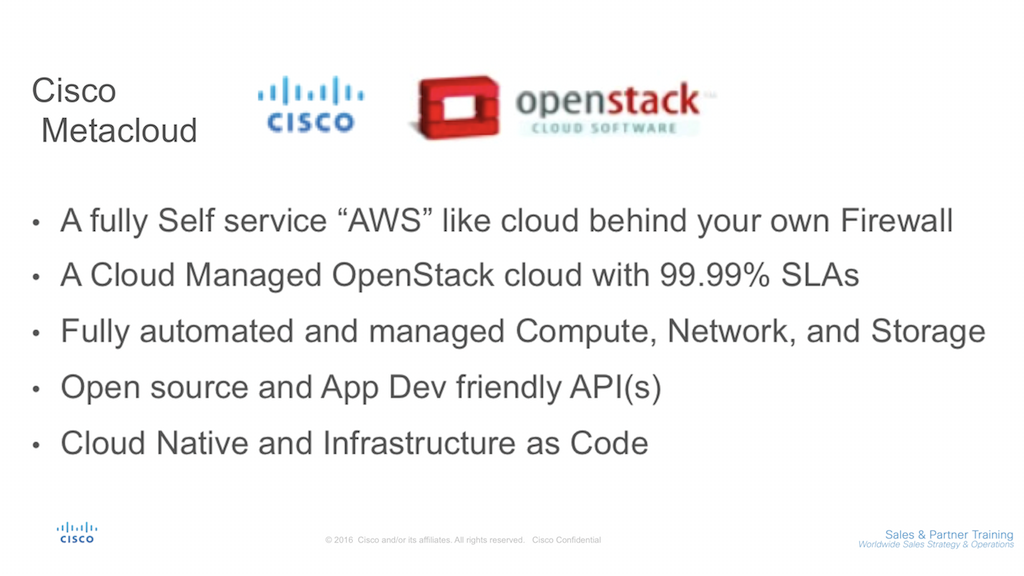 Cisco
Metacloud
CISCO
openstack
CLOUD SOFTWARE
• A fully Self service “AWS” like cloud behind your own Firewall
• A Cloud Managed OpenStack cloud with 99.99% SLAs
• Fully automated and managed Compute, Network, and Storage
• Open source and App Dev friendly API(s)
• Cloud Native and Infrastructure as Code
CISCO
© 2016 Cisco and/or its affiliates. All rights reserved. Cisco Confidential
Sales & Partner Training
Worldwide Sales Strategy & Operations